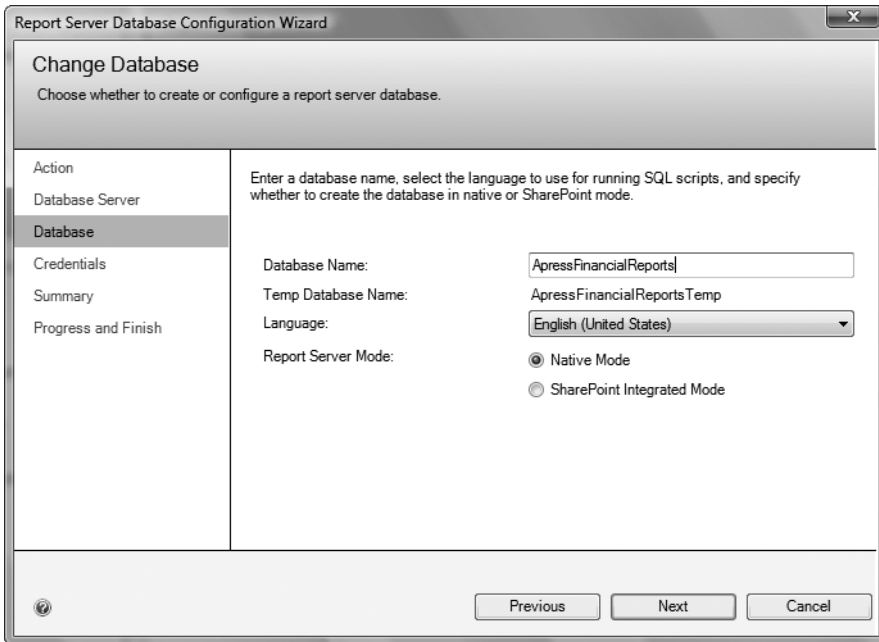 Report Server Database Configuration Wizard
Change Database
Choose whether to create or configure a report server database.
Action
Database Server
Database
Credentials
Summary
Progress and Finish
Enter a database name, select the language to use for running SQL scripts, and specify
whether to create the database in native or SharePoint mode.
Database Name: ApressFinancialReports
Temp Database Name: ApressFinancialReportsTemp
Language: English (United States)
Report Server Mode: Native Mode
SharePoint Integrated Mode
Previous Next Cancel